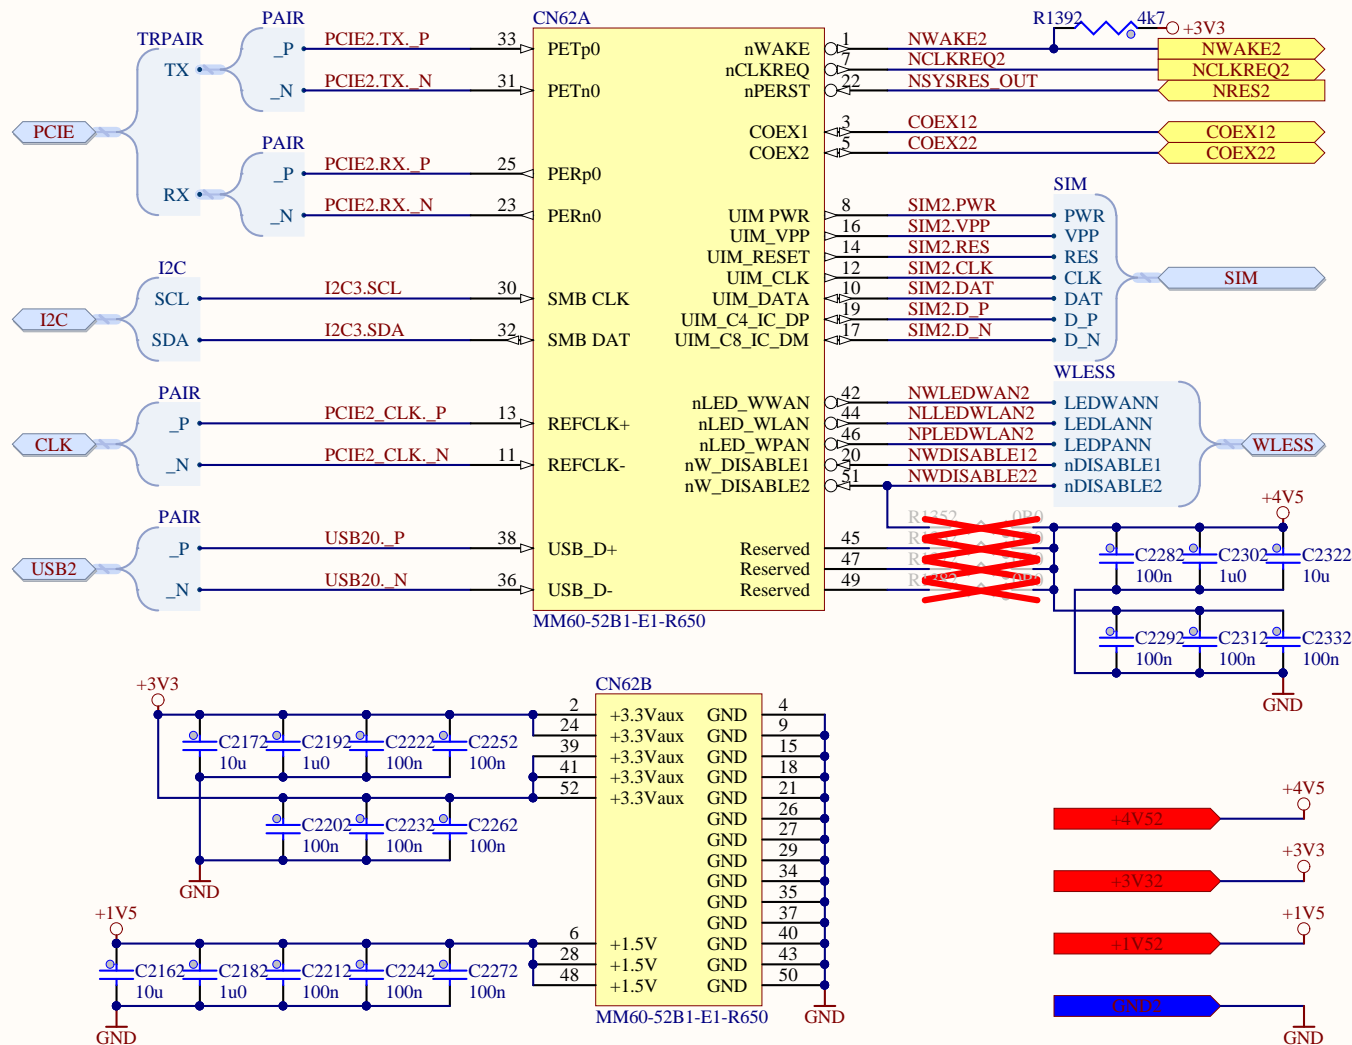 PAIR
CN62A
R1392 4k7
+3V3
TRPAIR
_P PCIE2.TX._P 33 PETp0
nWAKE 1 NWAKE2 NWAKE2
TX
nCLKREQ 7 NCLKREQ2 NCLKREQ2
_N PCIE2.TX._N 31 PETn0
nPERST 22 NSYSRES_OUT NRES2
PCIE
COEX1 3 COEX12 COEX12
PAIR
COEX2 5 COEX22 COEX22
_P PCIE2.RX._P 25 PERp0
RX
SIM
_N PCIE2.RX._N 23 PERn0
UIM PWR 8 SIM2.PWR PWR
UIM_VPP 16 SIM2.VPP VPP
UIM_RESET 14 SIM2.RES RES
I2C
UIM_CLK 12 SIM2.CLK CLK SIM
SCL I2C3.SCL 30 SMB CLK
UIM_DATA 10 SIM2.DAT DAT
I2C
UIM_C4_IC_DP 19 SIM2.D_P D_P
SDA I2C3.SDA 32 SMB DAT
UIM_C8_IC_DM 17 SIM2.D_N D_N
WLESS
PAIR
nLED_WWAN 42 NWLEDWAN2 LEDWANN
_P PCIE2_CLK._P 13 REFCLK+
nLED_WLAN 44 NLLEDWLAN2 LEDLANN
CLK
nLED_WPAN 46 NPLEDWLAN2 LEDPANN WLESS
_N PCIE2_CLK._N 11 REFCLK-
nW_DISABLE1 20 NWDISABLE12 nDISABLE1
nW_DISABLE2 51 NWDISABLE22 nDISABLE2
+4V5
PAIR
R1352 0R0
_P USB20._P 38 USB_D+
Reserved 45
C2282 100n
C2302 1u0
C2322 10u
USB2
Reserved 47
_N USB20._N 36 USB_D-
Reserved 49
MM60-52B1-E1-R650
C2292 100n
C2312 100n
C2332 100n
GND
+3V3
CN62B
2 +3.3Vaux GND 4
24 +3.3Vaux GND 9
39 +3.3Vaux GND 15
41 +3.3Vaux GND 18
52 +3.3Vaux GND 21
GND 26
GND 27
GND 29
GND 34
GND 35
GND 37
6 +1.5V GND 40
28 +1.5V GND 43
48 +1.5V GND 50
MM60-52B1-E1-R650
GND
C2172 10u
C2192 1u0
C2222 100n
C2252 100n
C2202 100n
C2232 100n
C2262 100n
GND
+1V5
C2162 10u
C2182 1u0
C2212 100n
C2242 100n
C2272 100n
GND
+4V52 +4V5
+3V32 +3V3
+1V52 +1V5
GND2 GND